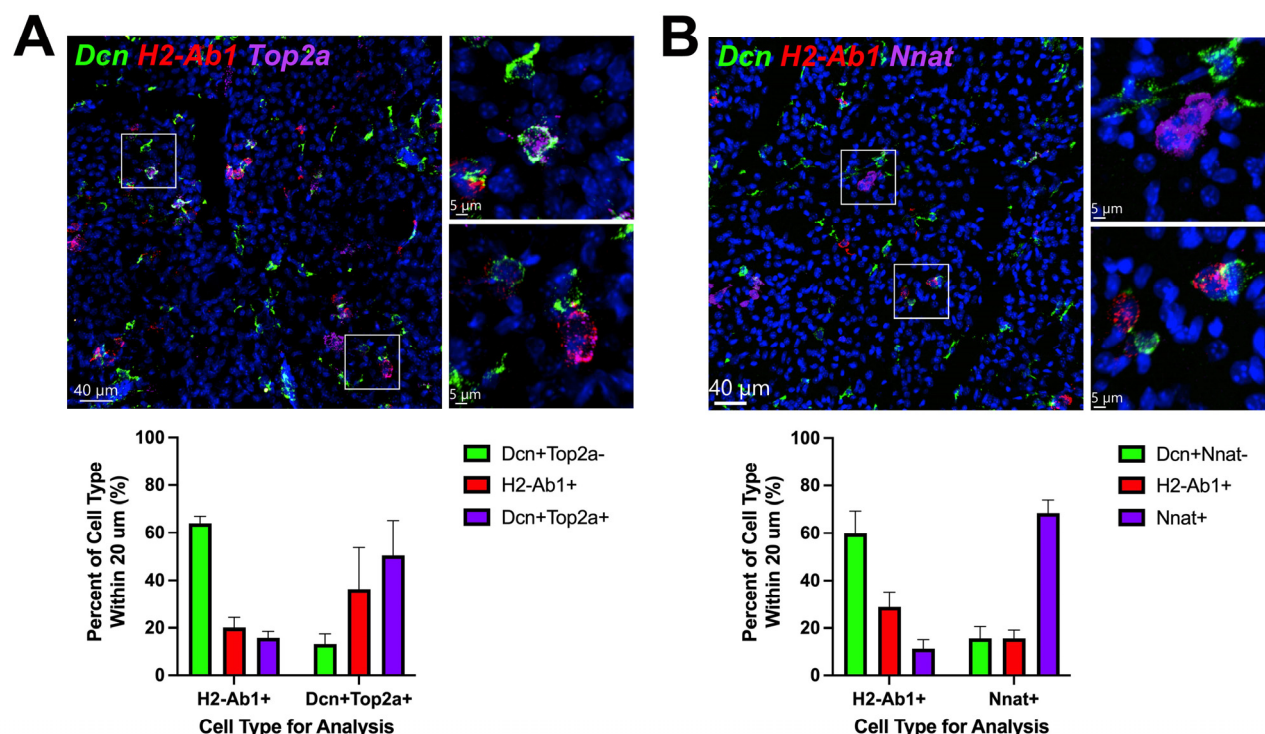 A
Dcn H2-Ab1 Top2a
40 µm
5 µm
5 µm
100
80
60
40
20
0
Percent of Cell Type
Within 20 um (%)
H2-Ab1+
Dcn+Top2a+
Cell Type for Analysis
Dcn+Top2a-
H2-Ab1+
Dcn+Top2a+
B
Dcn H2-Ab1 Nnat
40 µm
5 µm
5 µm
100
80
60
40
20
0
Percent of Cell Type
Within 20 um (%)
H2-Ab1+
Nnat+
Cell Type for Analysis
Dcn+Nnat-
H2-Ab1+
Nnat+